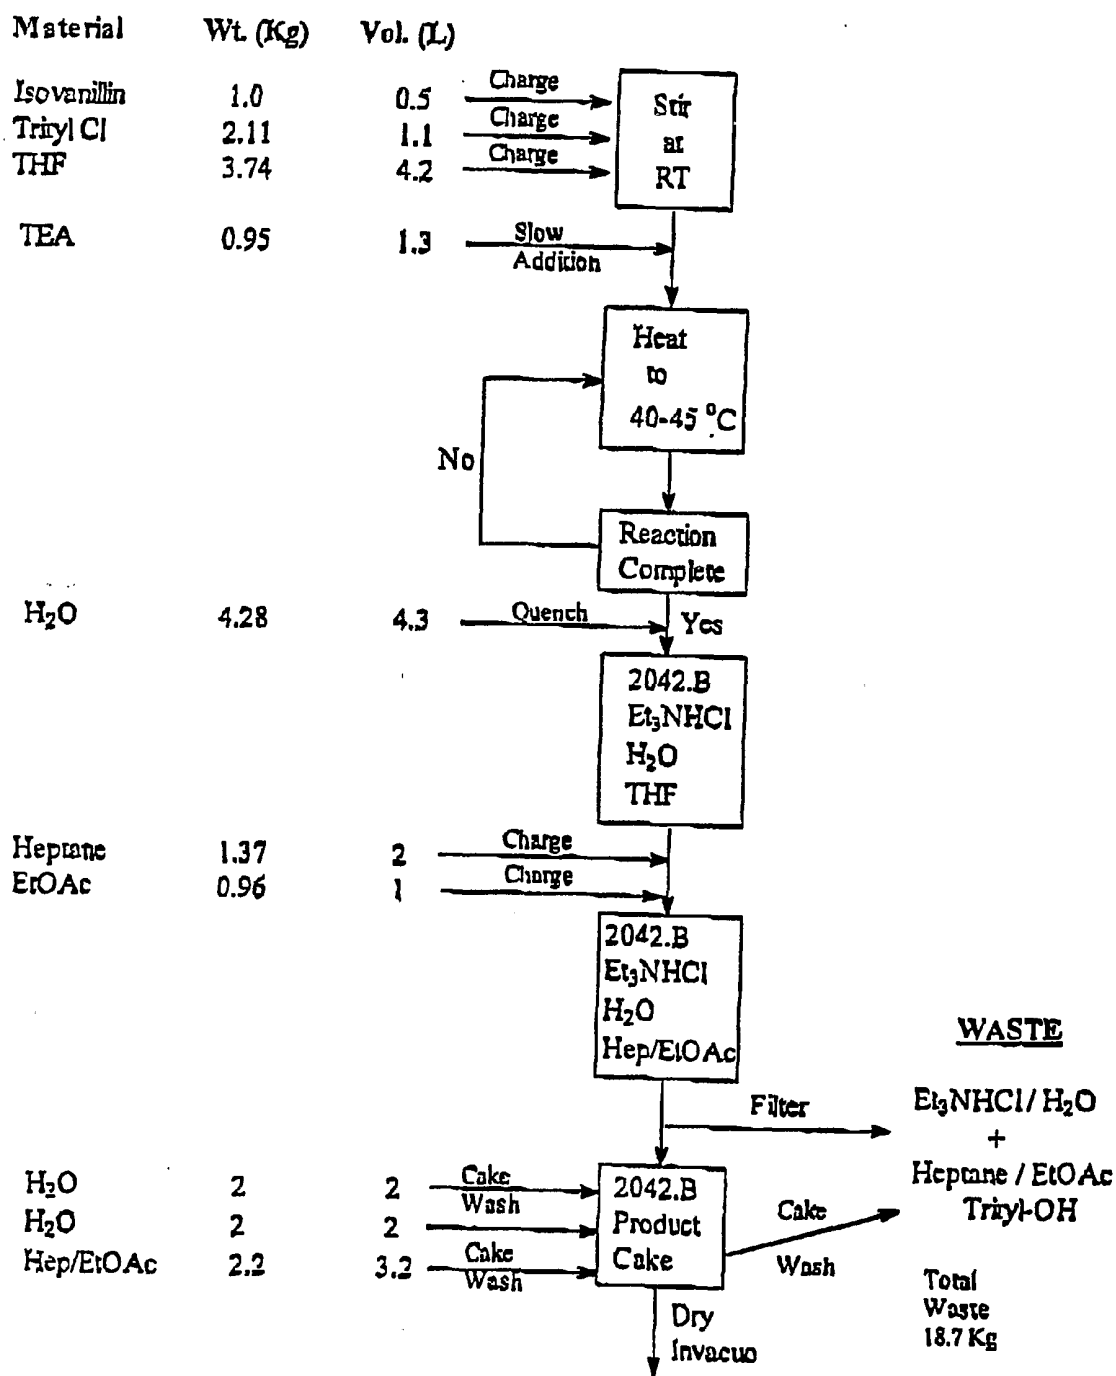 Material Wt. (Kg) Vol. (L)
Isovanillin 1.0 0.5 Charge
Trityl Cl 2.11 1.1 Charge
THF 3.74 4.2 Charge
Stir
at
RT
TEA 0.95 1.3 Slow
Addition
Heat
to
40-45 °C
No
Reaction
Complete
H₂O 4.28 4.3 Quench Yes
2042.B
Et₃NHCl
H₂O
THF
Heptane 1.37 2 Charge
EtOAc 0.96 1 Charge
2042.B
Et₃NHCl
H₂O
Hep/EtOAc
WASTE
Filter
Et₃NHCl / H₂O
+
Heptane / EtOAc
Trityl-OH
H₂O 2 2 Cake
Wash
H₂O 2 2
Hep/EtOAc 2.2 3.2 Cake
Wash
2042.B
Product
Cake
Cake
Wash
Total
Waste
18.7 Kg
Dry
Invacuo